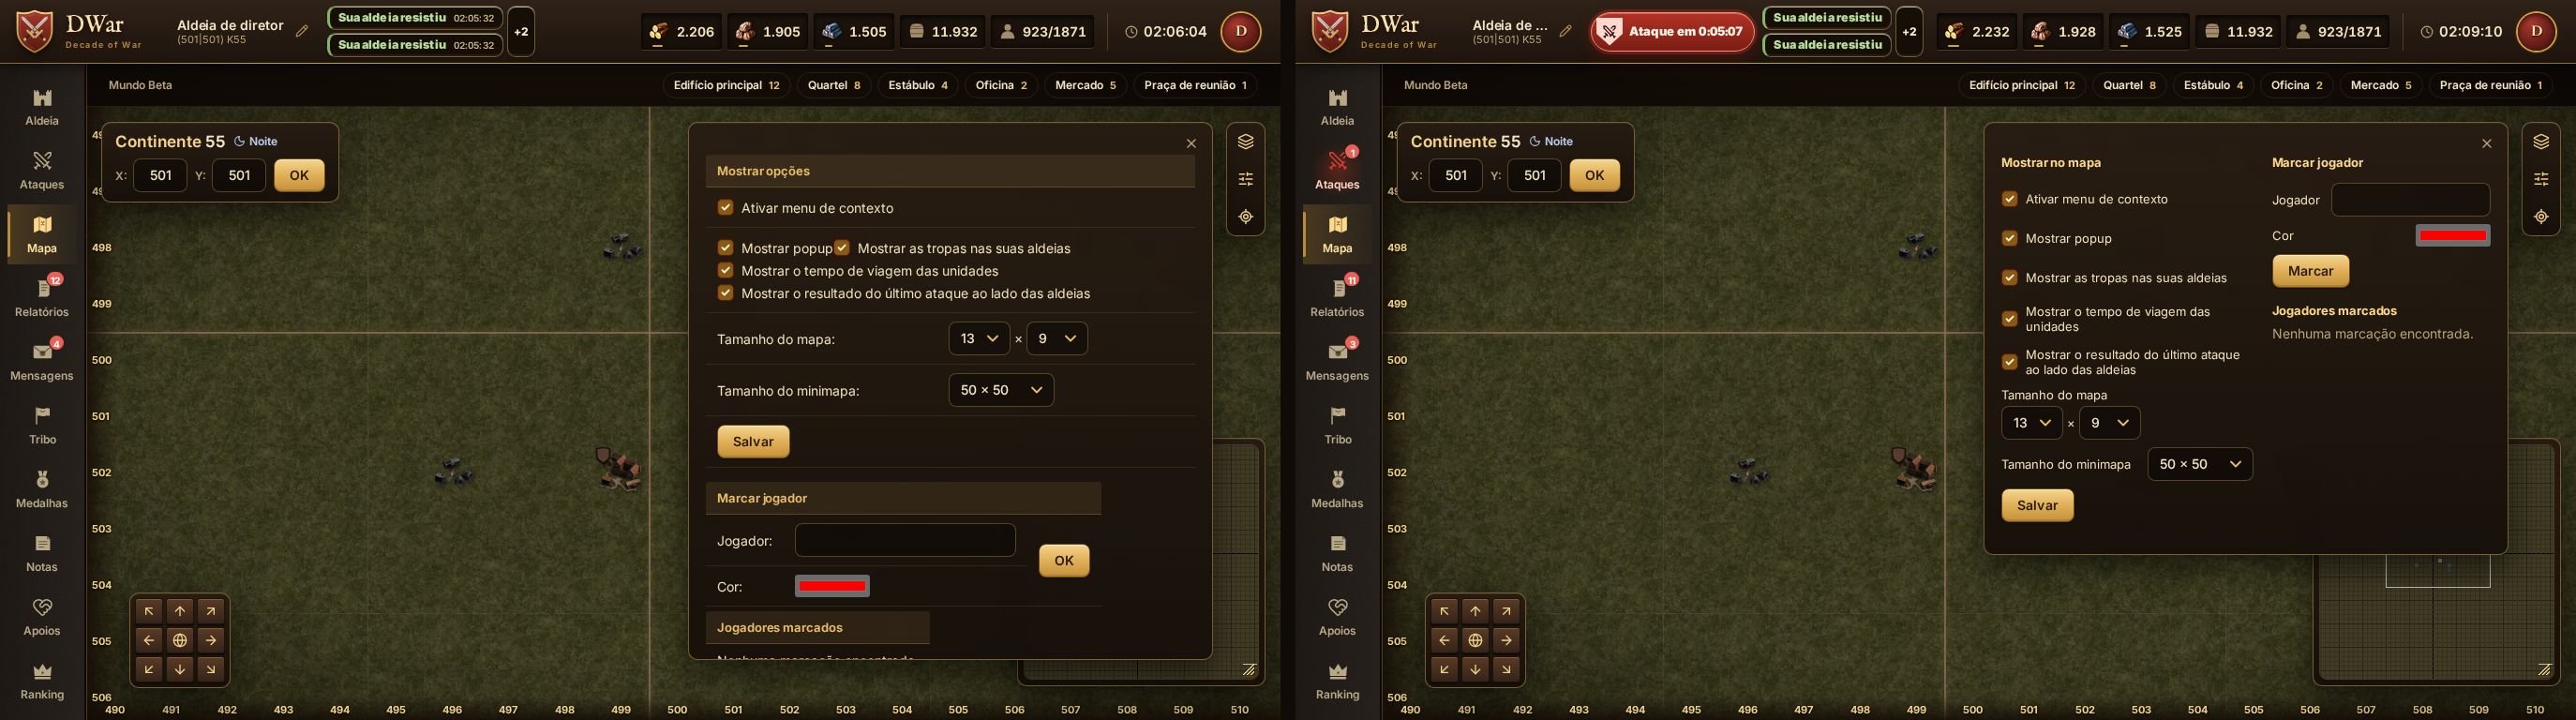 DWar
Decade of War
Aldeia de diretor
(501|501) K55
Sua aldeia resistiu 02:05:32
Sua aldeia resistiu 02:05:32
+2
2.206
1.905
1.505
11.932
923/1871
02:06:04
D
Mundo Beta
Edifício principal 12
Quartel 8
Estábulo 4
Oficina 2
Mercado 5
Praça de reunião 1
Aldeia
Ataques
Mapa
12
Relatórios
4
Mensagens
Tribo
Medalhas
Notas
Apoios
Ranking
Continente 55 Noite
X: 501 Y: 501 OK
498
499
500
501
502
503
504
505
506
490 491 492 493 494 495 496 497 498 499 500 501 502 503 504 505 506 507 508 509 510
×
Mostrar opções
Ativar menu de contexto
Mostrar popup Mostrar as tropas nas suas aldeias
Mostrar o tempo de viagem das unidades
Mostrar o resultado do último ataque ao lado das aldeias
Tamanho do mapa: 13 × 9
Tamanho do minimapa: 50 × 50
Salvar
Marcar jogador
Jogador:
OK
Cor:
Jogadores marcados
DWar
Decade of War
Aldeia de ...
(501|501) K55
Ataque em 0:05:07
Sua aldeia resistiu
Sua aldeia resistiu
+2
2.232
1.928
1.525
11.932
923/1871
02:09:10
D
Mundo Beta
Edifício principal 12
Quartel 8
Estábulo 4
Oficina 2
Mercado 5
Praça de reunião 1
Aldeia
1
Ataques
Mapa
11
Relatórios
3
Mensagens
Tribo
Medalhas
Notas
Apoios
Ranking
Continente 55 Noite
X: 501 Y: 501 OK
498
499
500
501
502
503
504
505
506
490 491 492 493 494 495 496 497 498 499 500 501 502 503 504 505 506 507 508 509 510
×
Mostrar no mapa
Ativar menu de contexto
Mostrar popup
Mostrar as tropas nas suas aldeias
Mostrar o tempo de viagem das
unidades
Mostrar o resultado do último ataque
ao lado das aldeias
Tamanho do mapa
13 × 9
Tamanho do minimapa 50 × 50
Salvar
Marcar jogador
Jogador
Cor
Marcar
Jogadores marcados
Nenhuma marcação encontrada.